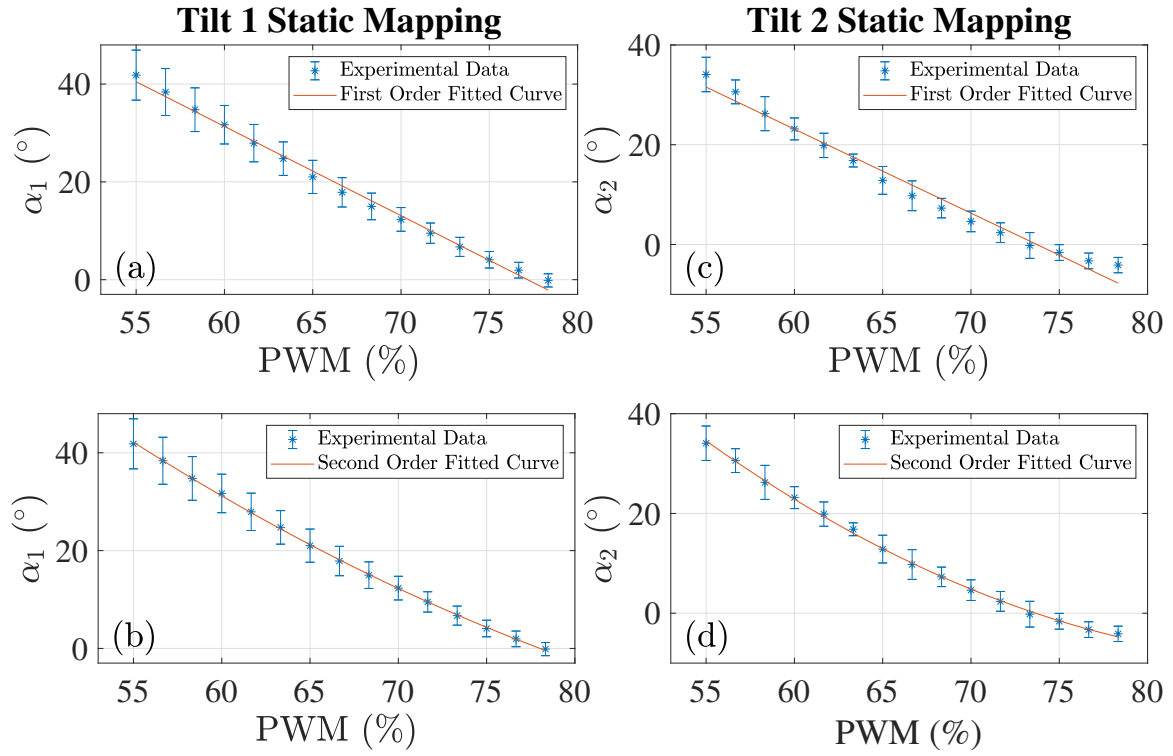 Tilt 1 Static Mapping
Experimental Data
First Order Fitted Curve
α₁ (°)
40
20
0
(a)
55 60 65 70 75 80
PWM (%)
Tilt 2 Static Mapping
Experimental Data
First Order Fitted Curve
α₂ (°)
40
20
0
(c)
55 60 65 70 75 80
PWM (%)
Experimental Data
Second Order Fitted Curve
α₁ (°)
40
20
0
(b)
55 60 65 70 75 80
PWM (%)
Experimental Data
Second Order Fitted Curve
α₂ (°)
40
20
0
(d)
55 60 65 70 75 80
PWM (%)